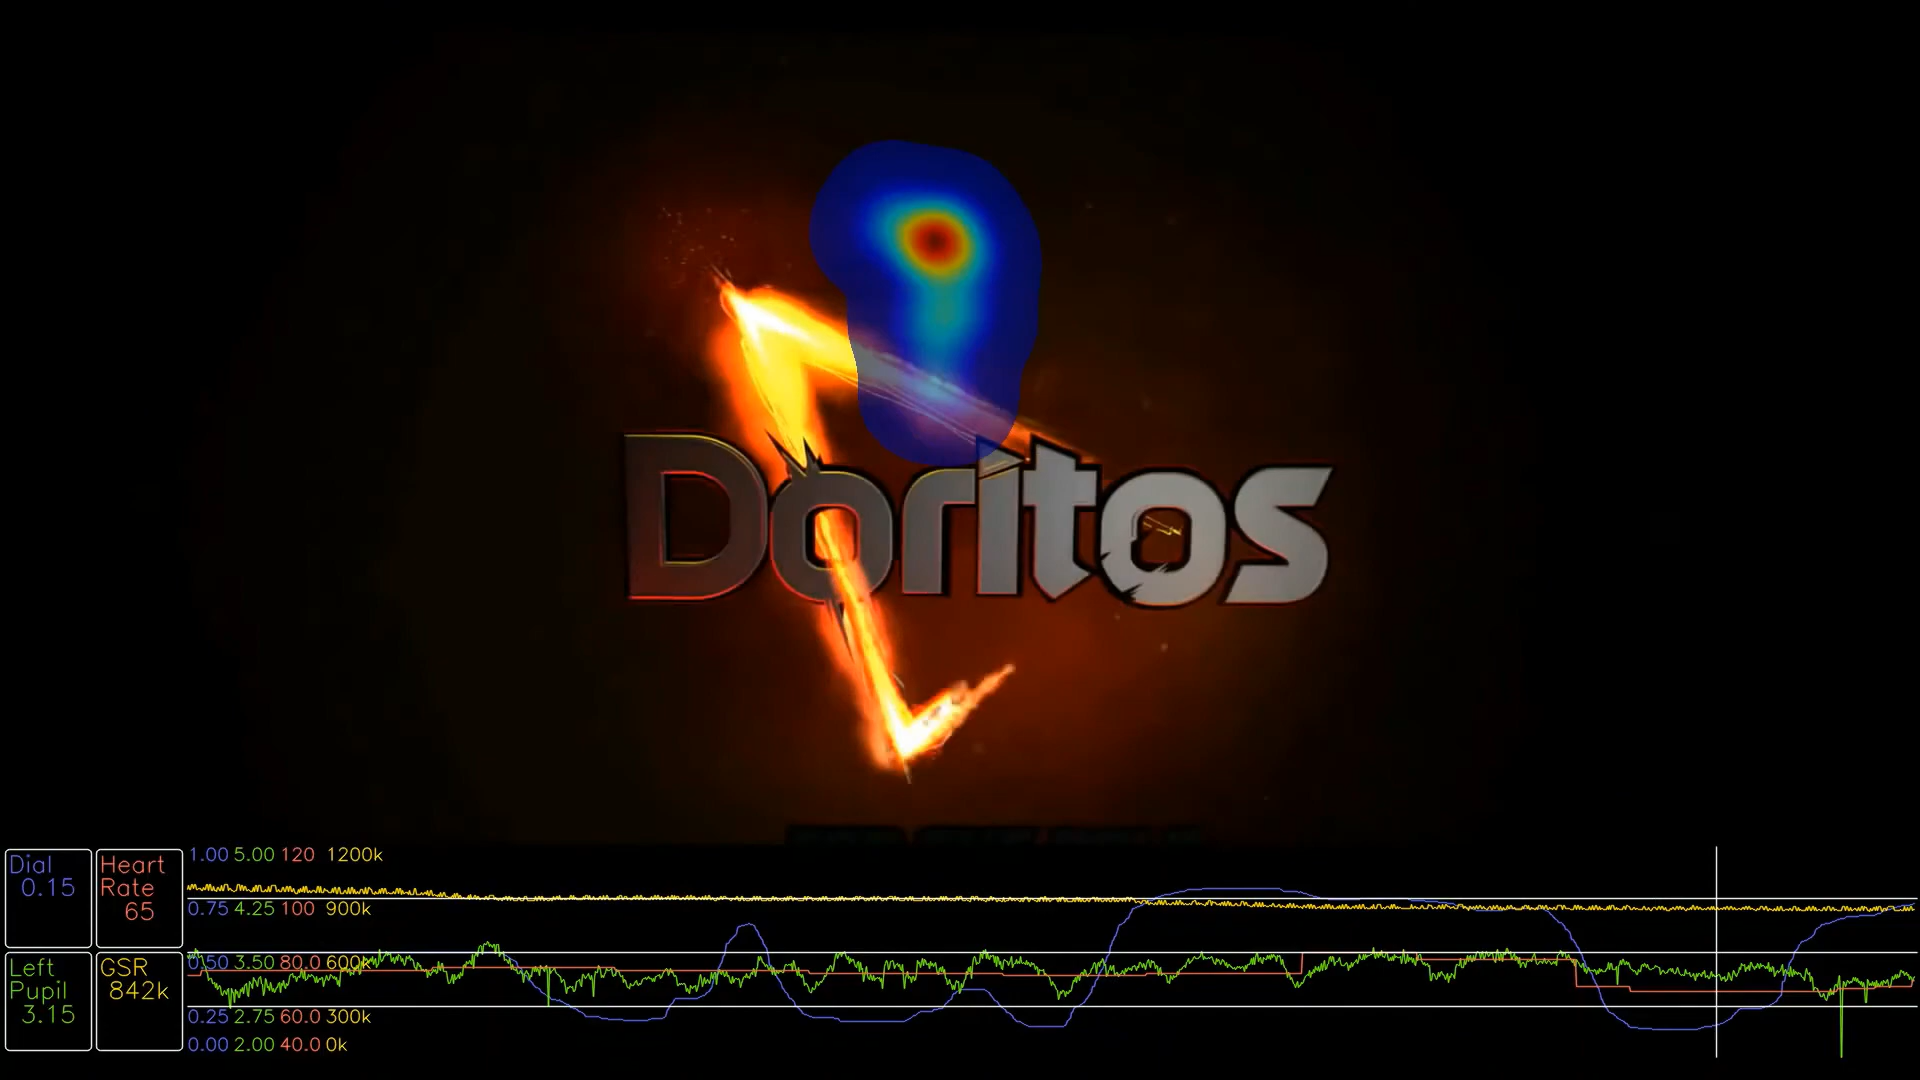 Doritos
Dial
0.15
Heart
Rate
65
Left
Pupil
3.15
GSR
842k
1.00 5.00 120 1200k
0.75 4.25 100 900k
0.50 3.50 80.0 600k
0.25 2.75 60.0 300k
0.00 2.00 40.0 0k